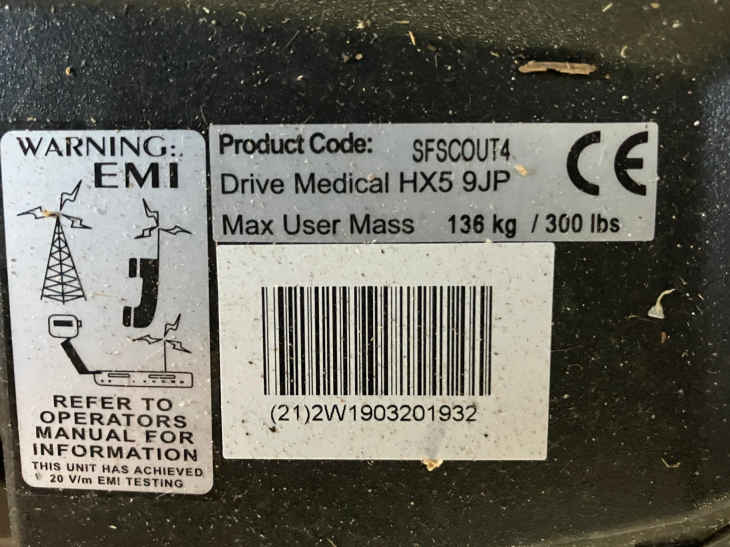 WARNING:.
EMI
REFER TO
OPERATORS
MANUAL FOR
INFORMATION
THIS UNIT HAS ACHIEVED
20 V/m EMI TESTING
Product Code: SFSCOUT4
Drive Medical HX5 9JP
Max User Mass 136 kg / 300 lbs
CE
(21)2W1903201932